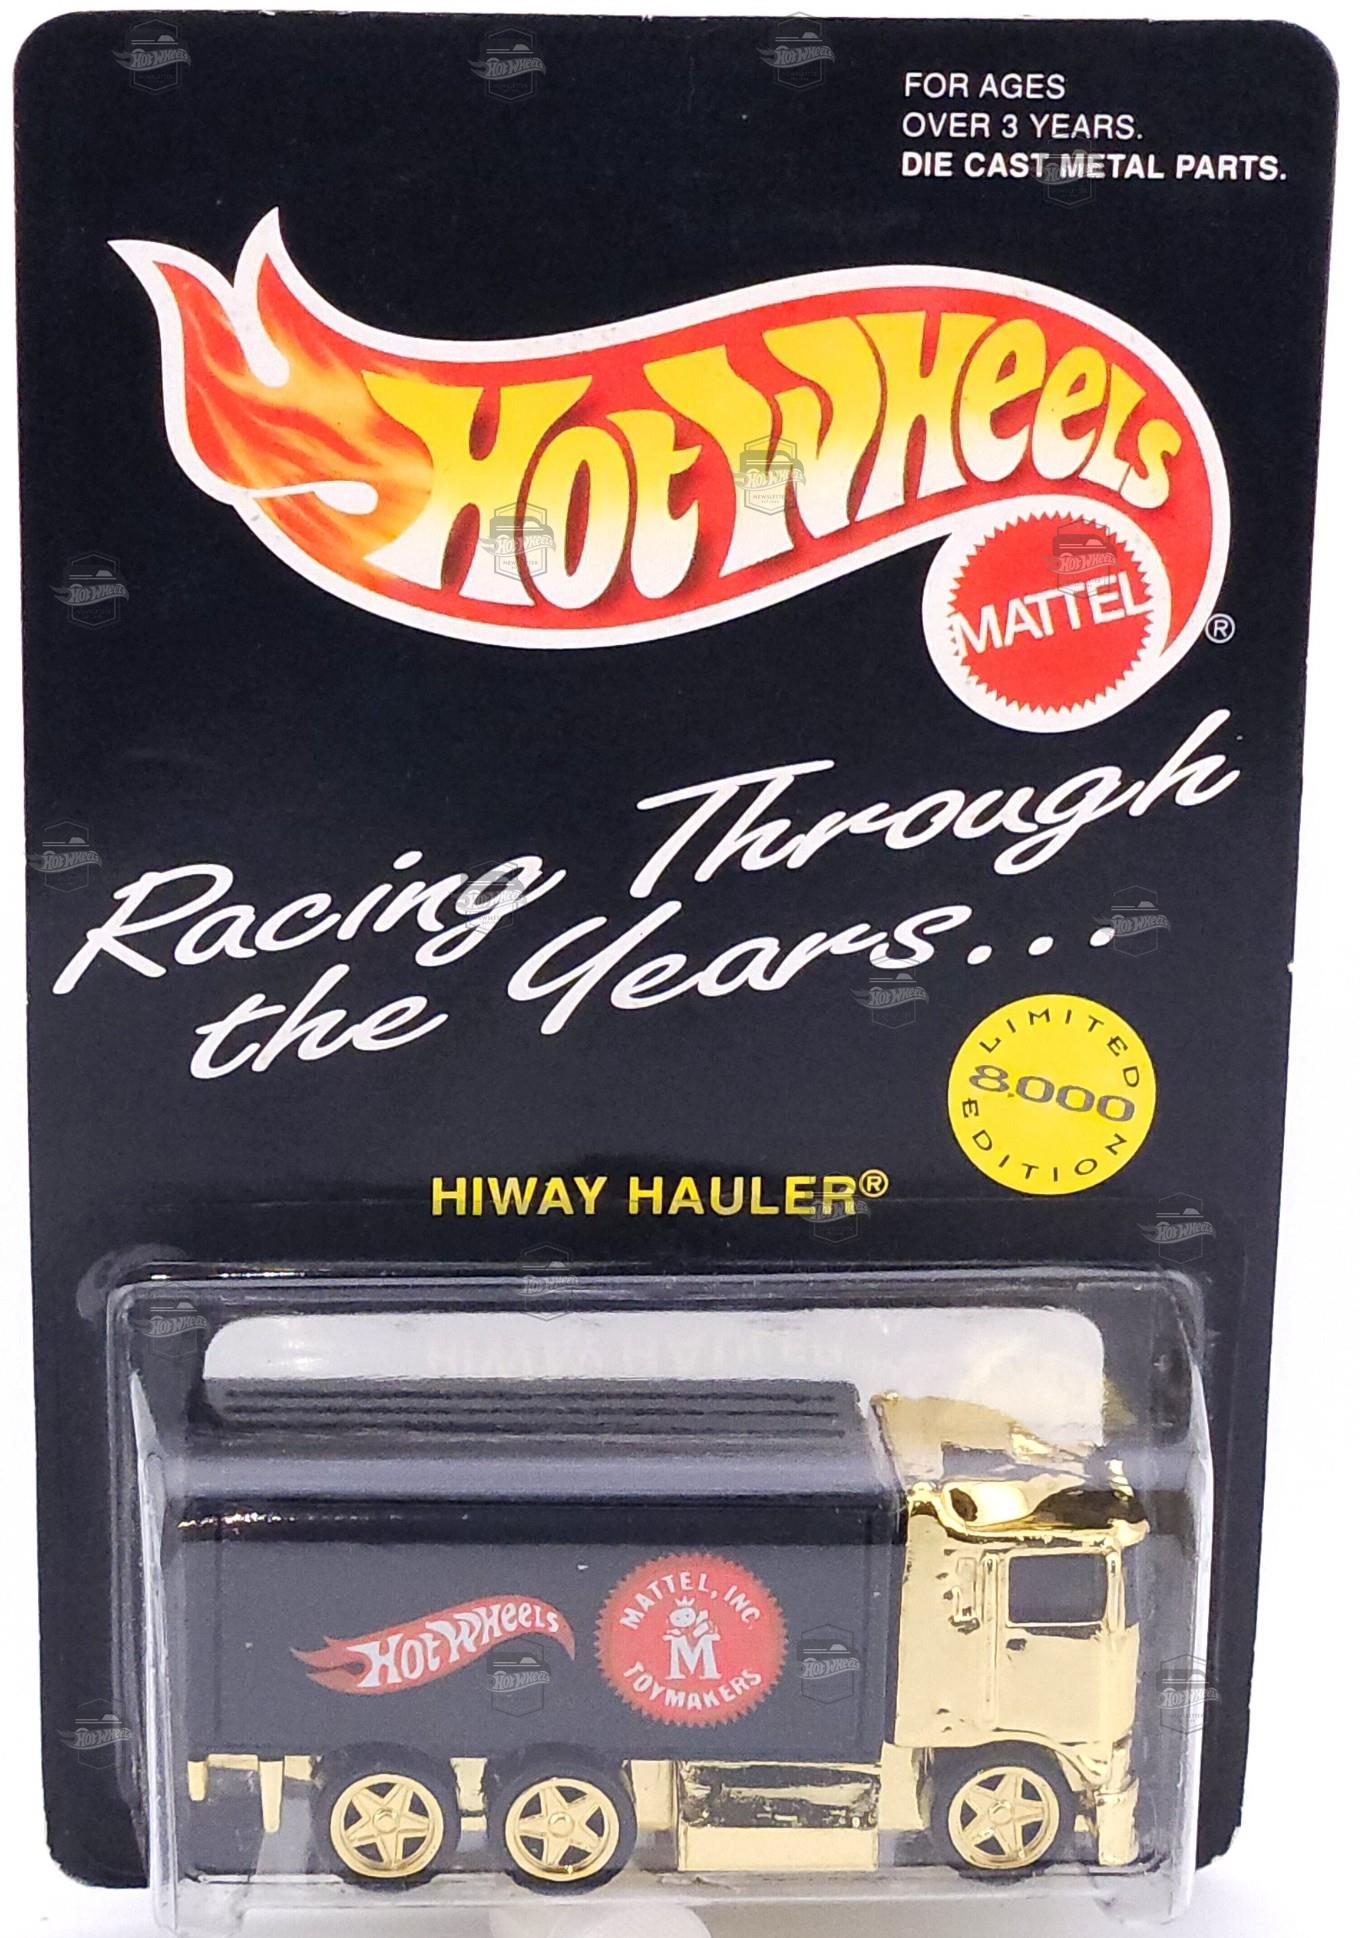 FOR AGES
OVER 3 YEARS.
DIE CAST METAL PARTS.
Hot Wheels
MATTEL
®
Racing Through
the Years...
LIMITED
8,000
EDITION
HIWAY HAULER®
Hot Wheels
MATTEL, INC.
M
TOYMAKERS